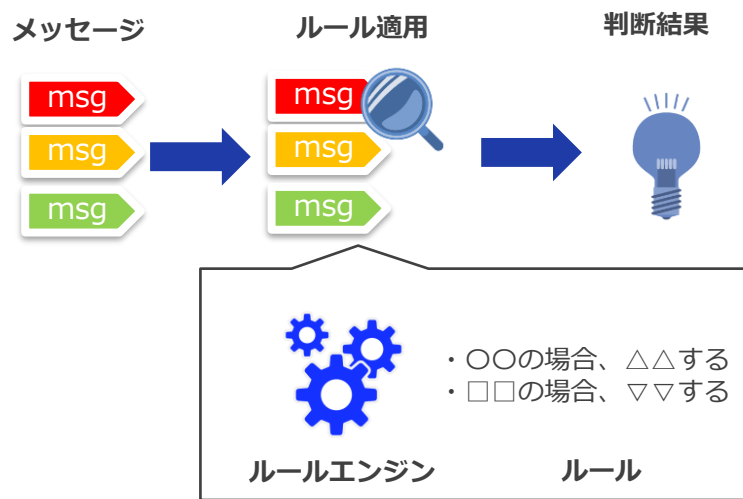 メッセージ
ルール適用
判断結果
msg
msg
msg
msg
msg
msg
・〇〇の場合、△△する
・□□の場合、▽▽する
ルールエンジン
ルール